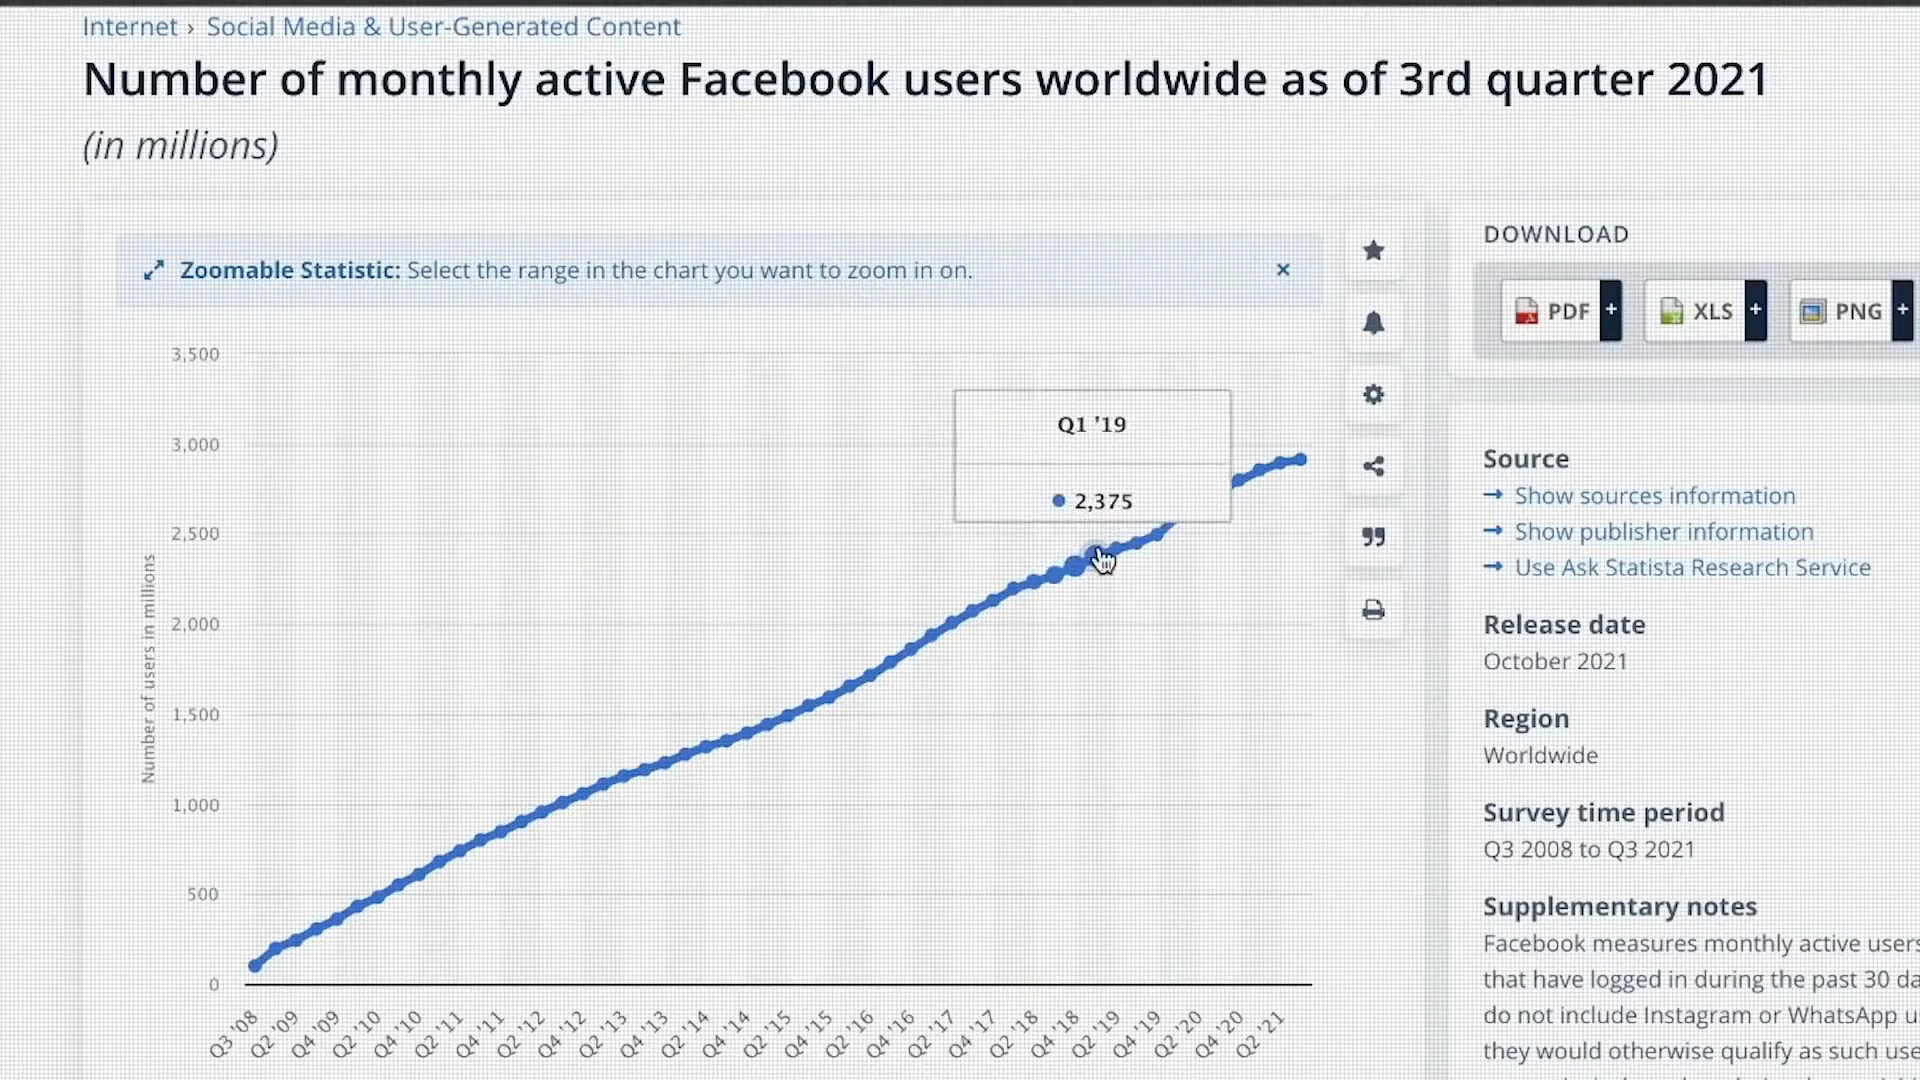 Internet › Social Media & User-Generated Content
Number of monthly active Facebook users worldwide as of 3rd quarter 2021
(in millions)
Zoomable Statistic: Select the range in the chart you want to zoom in on. ×
DOWNLOAD
PDF + XLS + PNG +
3,500
3,000
2,500
2,000
1,500
1,000
500
0
Number of users in millions
Q1 '19
2,375
Q3 '08 Q2 '09 Q4 '09 Q2 '10 Q4 '10 Q2 '11 Q4 '11 Q2 '12 Q4 '12 Q2 '13 Q4 '13 Q2 '14 Q4 '14 Q2 '15 Q4 '15 Q2 '16 Q4 '16 Q2 '17 Q4 '17 Q2 '18 Q4 '18 Q2 '19 Q4 '19 Q2 '20 Q4 '20 Q2 '21
Source
→ Show sources information
→ Show publisher information
→ Use Ask Statista Research Service
Release date
October 2021
Region
Worldwide
Survey time period
Q3 2008 to Q3 2021
Supplementary notes
Facebook measures monthly active users
that have logged in during the past 30 da
do not include Instagram or WhatsApp u
they would otherwise qualify as such use